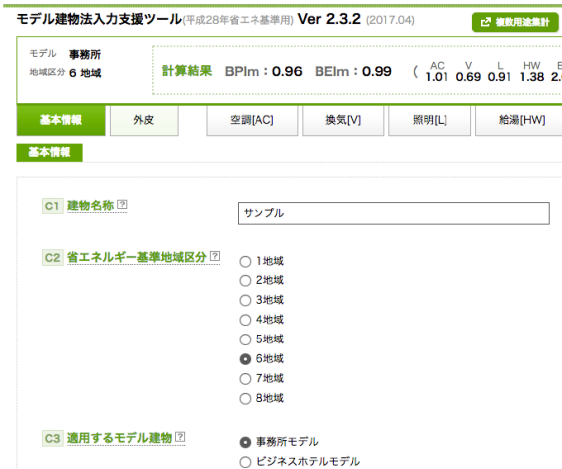 モデル建物法入力支援ツール(平成28年省エネ基準用) Ver 2.3.2 (2017.04)
複数用途集計
モデル 事務所
地域区分 6 地域
計算結果 BPIm：0.96 BEIm：0.99 （ AC 1.01 V 0.69 L 0.91 HW 1.38
基本情報 外皮 空調[AC] 換気[V] 照明[L] 給湯[HW]
基本情報
C1 建物名称 ?
サンプル
C2 省エネルギー基準地域区分 ?
1地域
2地域
3地域
4地域
5地域
6地域
7地域
8地域
C3 適用するモデル建物 ?
事務所モデル
ビジネスホテルモデル